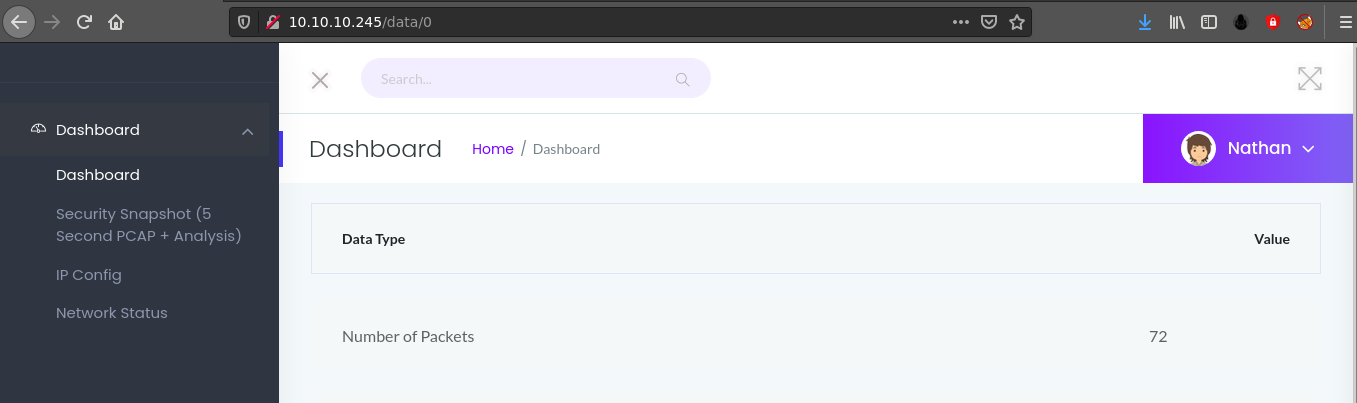 10.10.10.245/data/0
Search...
Dashboard
Dashboard
Security Snapshot (5
Second PCAP + Analysis)
IP Config
Network Status
Dashboard Home / Dashboard
Nathan
Data Type Value
Number of Packets 72